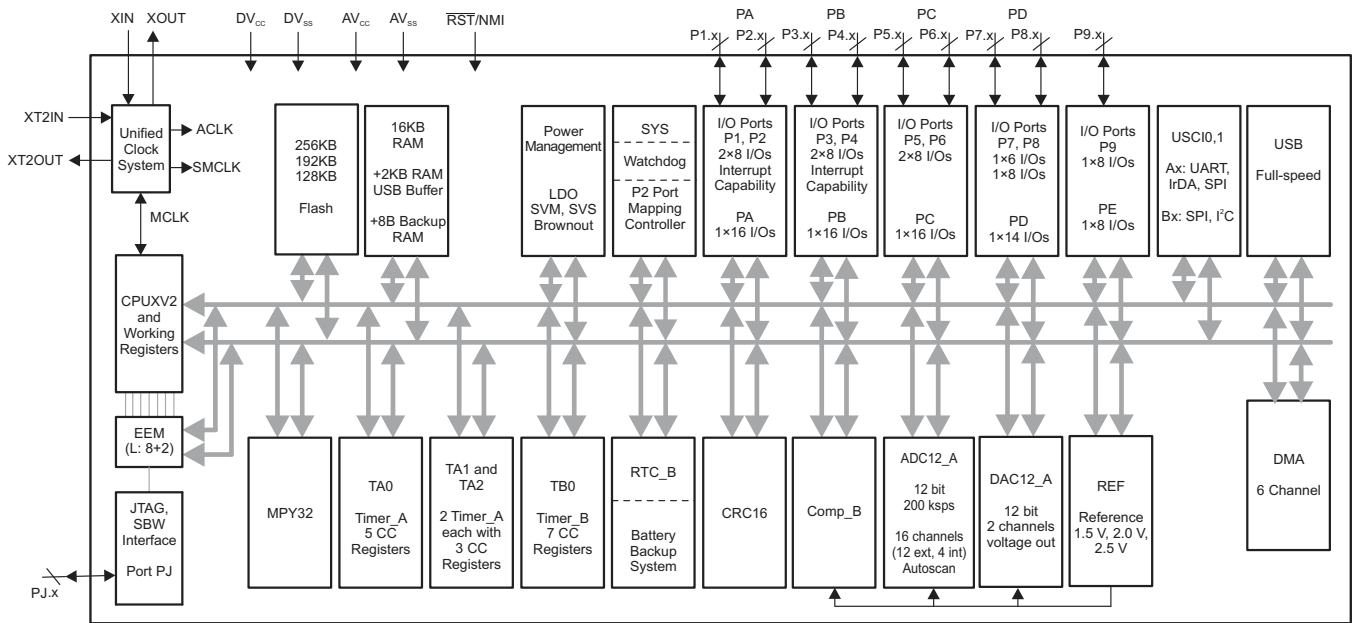 XIN XOUT DVCC DVSS AVCC AVSS RST/NMI
PA PB PC PD
P1.x P2.x P3.x P4.x P5.x P6.x P7.x P8.x P9.x
XT2IN
XT2OUT
Unified
Clock
System
ACLK
SMCLK
MCLK
256KB
192KB
128KB
Flash
16KB
RAM
+2KB RAM
USB Buffer
+8B Backup
RAM
Power
Management
LDO
SVM, SVS
Brownout
SYS
Watchdog
P2 Port
Mapping
Controller
I/O Ports
P1, P2
2×8 I/Os
Interrupt
Capability
PA
1×16 I/Os
I/O Ports
P3, P4
2×8 I/Os
Interrupt
Capability
PB
1×16 I/Os
I/O Ports
P5, P6
2×8 I/Os
PC
1×16 I/Os
I/O Ports
P7, P8
1×6 I/Os
1×8 I/Os
PD
1×14 I/Os
I/O Ports
P9
1×8 I/Os
PE
1×8 I/Os
USCI0,1
Ax: UART,
IrDA, SPI
Bx: SPI, I²C
USB
Full-speed
CPUXV2
and
Working
Registers
EEM
(L: 8+2)
JTAG,
SBW
Interface
Port PJ
PJ.x
MPY32
TA0
Timer_A
5 CC
Registers
TA1 and
TA2
2 Timer_A
each with
3 CC
Registers
TB0
Timer_B
7 CC
Registers
RTC_B
Battery
Backup
System
CRC16
Comp_B
ADC12_A
12 bit
200 ksps
16 channels
(12 ext, 4 int)
Autoscan
DAC12_A
12 bit
2 channels
voltage out
REF
Reference
1.5 V, 2.0 V,
2.5 V
DMA
6 Channel